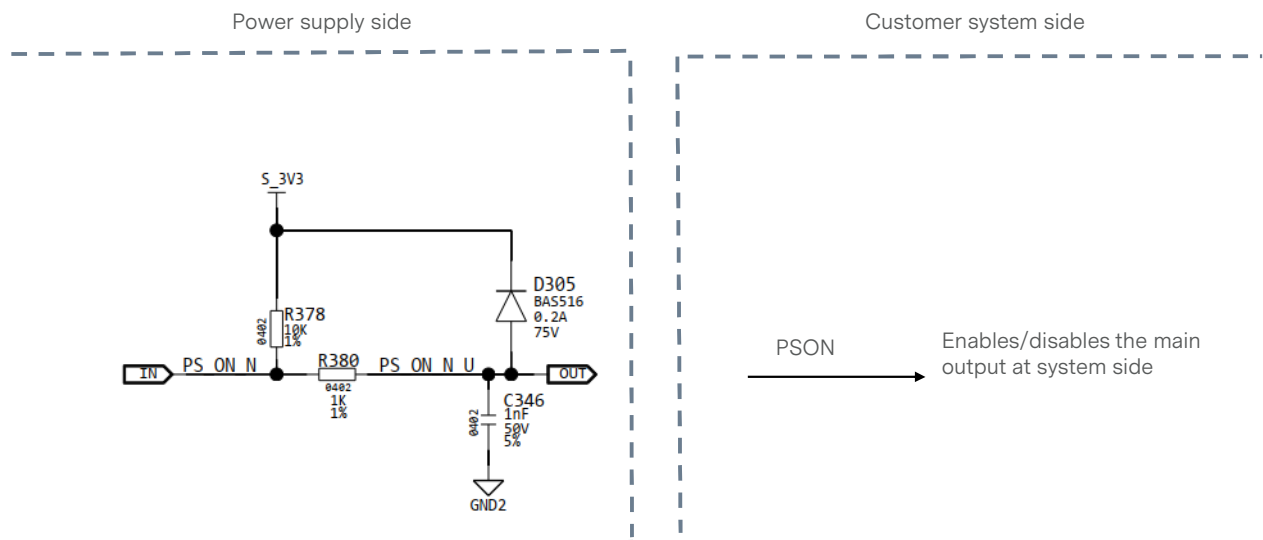 Power supply side
Customer system side
S_3V3
D305
BAS516
0.2A
75V
R378
10K
1%
0402
IN
PS_ON_N
R380
0402
1K
1%
PS_ON_N_U
OUT
C346
1nF
50V
5%
0402
GND2
PSON
Enables/disables the main
output at system side